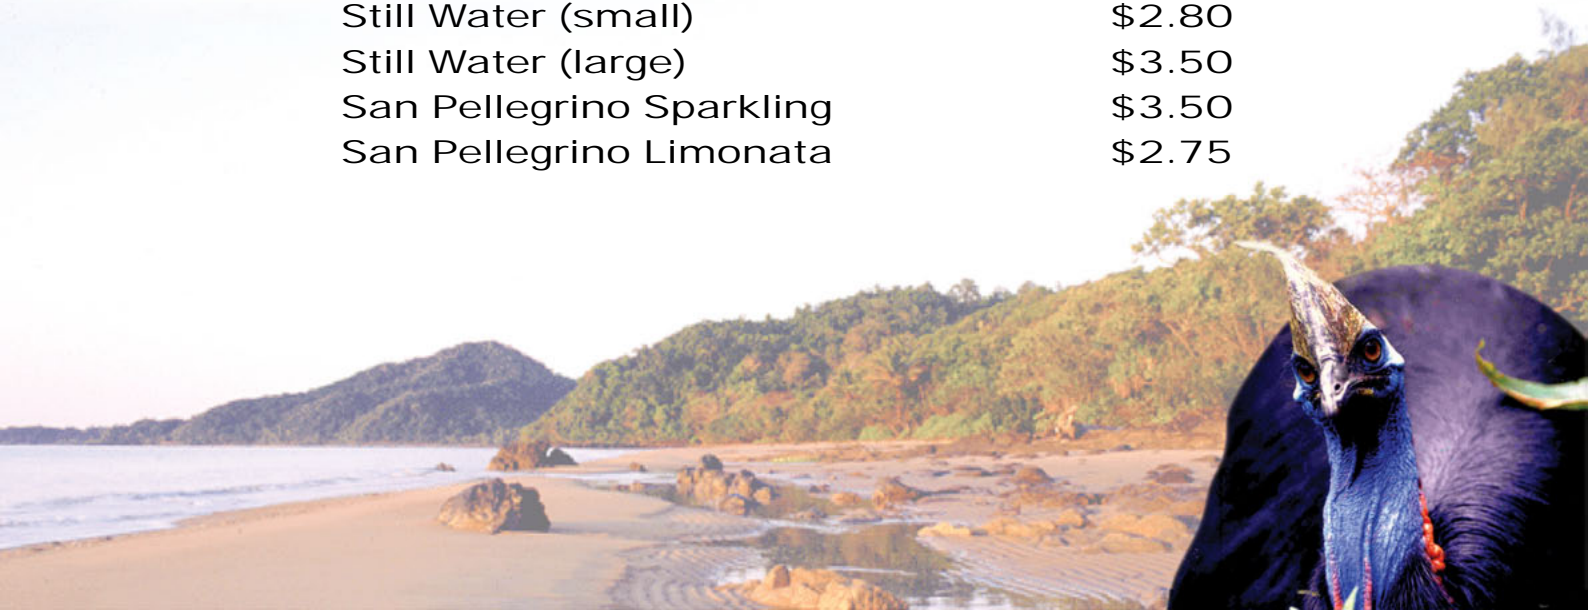 Still Water (small) $2.80
Still Water (large) $3.50
San Pellegrino Sparkling $3.50
San Pellegrino Limonata $2.75